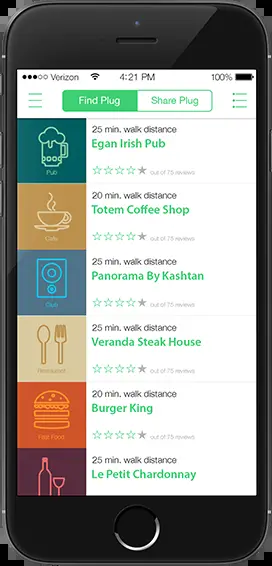 Verizon 4:21 PM 100%
Find Plug Share Plug
25 min. walk distance
Egan Irish Pub
Pub
out of 75 reviews
20 min. walk distance
Totem Coffee Shop
Cafe
out of 75 reviews
25 min. walk distance
Panorama By Kashtan
Club
out of 75 reviews
25 min. walk distance
Veranda Steak House
Restaurant
out of 75 reviews
20 min. walk distance
Burger King
Fast Food
out of 75 reviews
25 min. walk distance
Le Petit Chardonnay